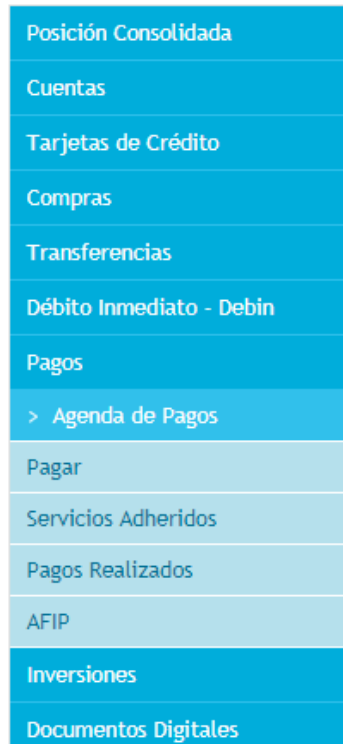 Posición Consolidada
Cuentas
Tarjetas de Crédito
Compras
Transferencias
Débito Inmediato - Debin
Pagos
> Agenda de Pagos
Pagar
Servicios Adheridos
Pagos Realizados
AFIP
Inversiones
Documentos Digitales